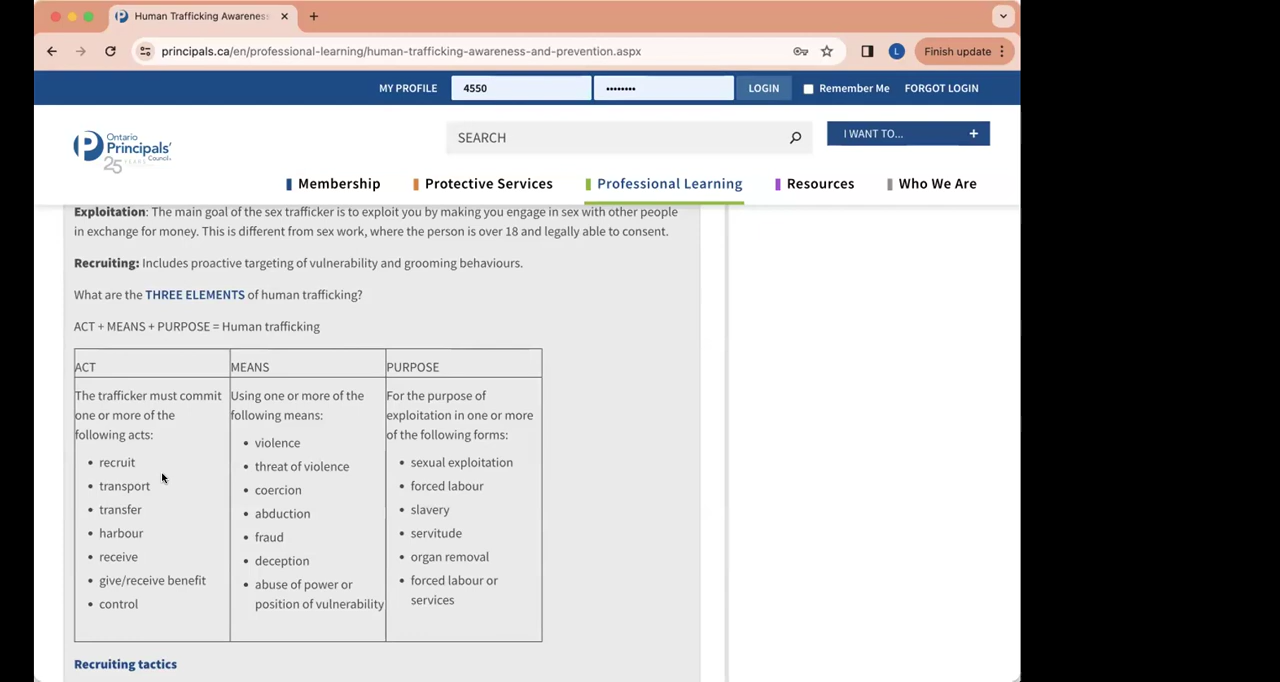 Human Trafficking Awareness
principals.ca/en/professional-learning/human-trafficking-awareness-and-prevention.aspx
L
Finish update
MY PROFILE
4550
••••••••
LOGIN
Remember Me
FORGOT LOGIN
Ontario
Principals'
Council
25 YEARS
SEARCH
I WANT TO...
+
Membership
Protective Services
Professional Learning
Resources
Who We Are
Exploitation: The main goal of the sex trafficker is to exploit you by making you engage in sex with other people
in exchange for money. This is different from sex work, where the person is over 18 and legally able to consent.
Recruiting: Includes proactive targeting of vulnerability and grooming behaviours.
What are the THREE ELEMENTS of human trafficking?
ACT + MEANS + PURPOSE = Human trafficking
ACT
The trafficker must commit
one or more of the
following acts:
• recruit
• transport
• transfer
• harbour
• receive
• give/receive benefit
• control
MEANS
Using one or more of the
following means:
• violence
• threat of violence
• coercion
• abduction
• fraud
• deception
• abuse of power or
position of vulnerability
PURPOSE
For the purpose of
exploitation in one or more
of the following forms:
• sexual exploitation
• forced labour
• slavery
• servitude
• organ removal
• forced labour or
services
Recruiting tactics